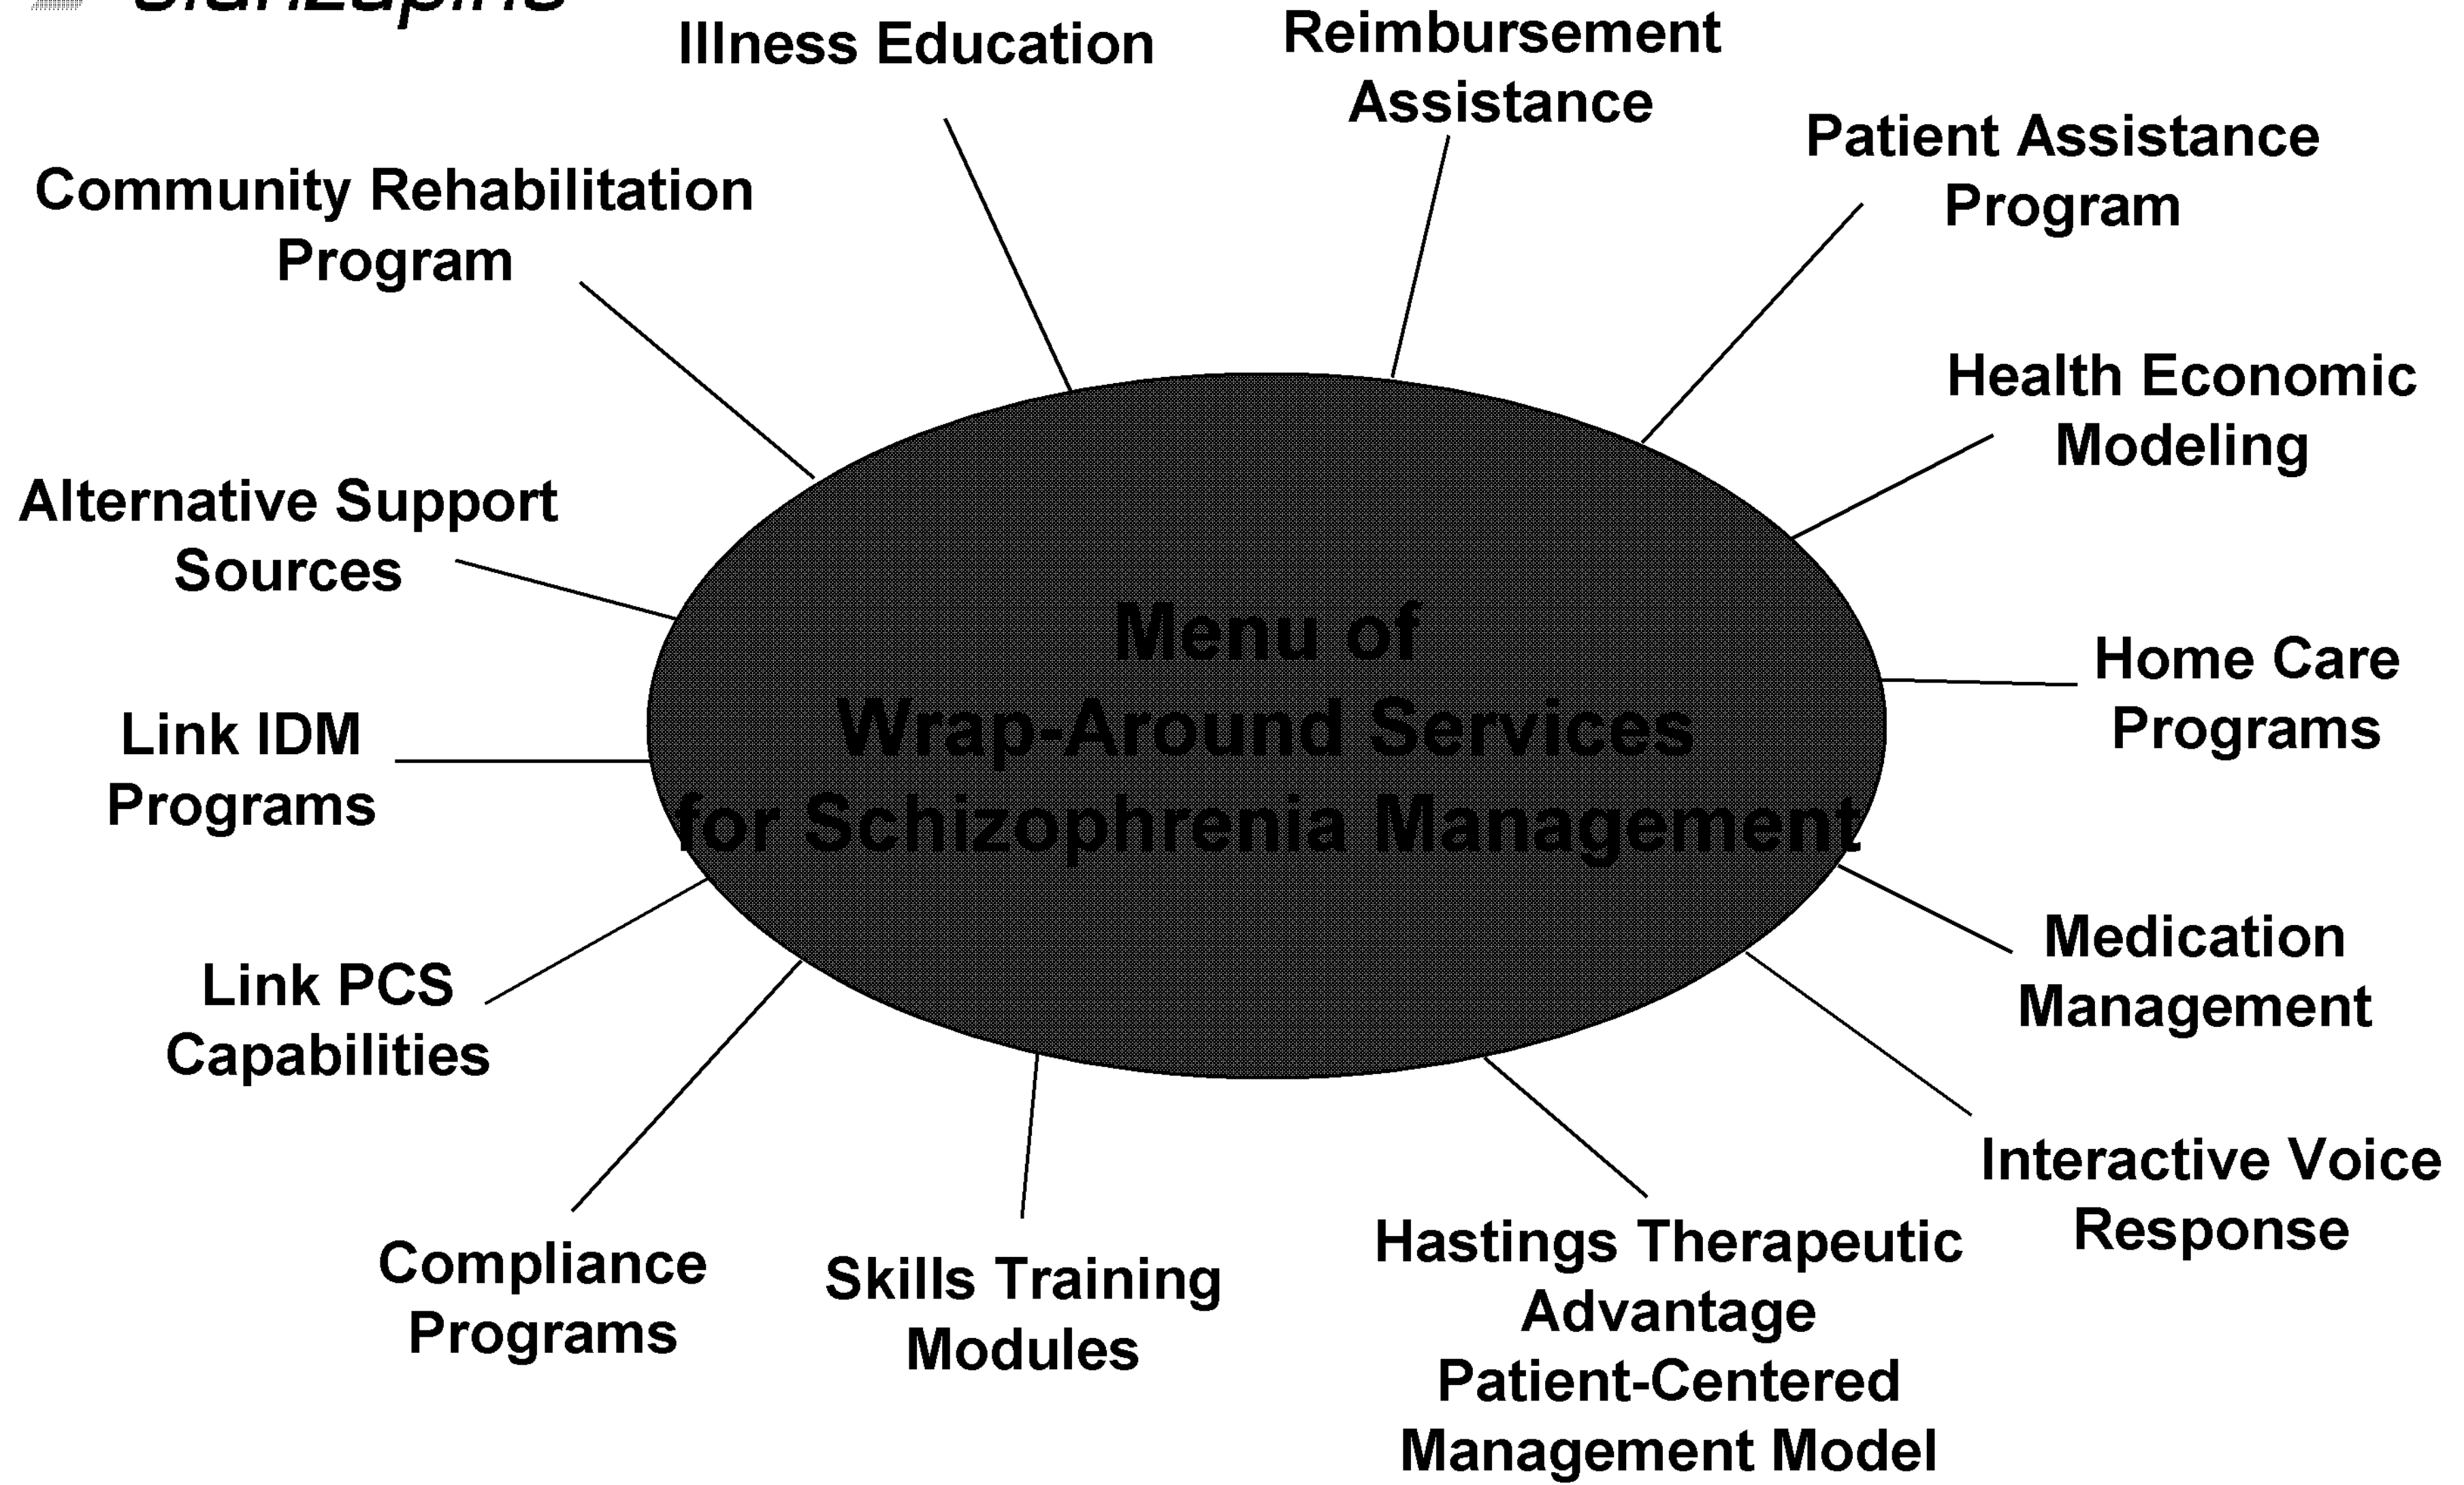 Illness Education
Reimbursement
Assistance
Patient Assistance
Program
Community Rehabilitation
Program
Health Economic
Modeling
Alternative Support
Sources
Menu of
Wrap-Around Services
for Schizophrenia Management
Home Care
Programs
Link IDM
Programs
Medication
Management
Link PCS
Capabilities
Interactive Voice
Response
Compliance
Programs
Skills Training
Modules
Hastings Therapeutic
Advantage
Patient-Centered
Management Model